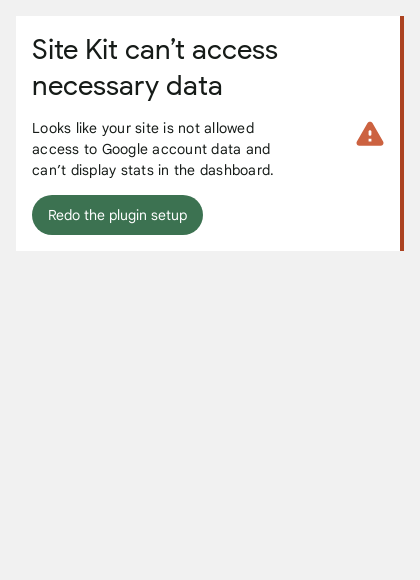 Site Kit can’t access
necessary data
Looks like your site is not allowed
access to Google account data and
can’t display stats in the dashboard.
Redo the plugin setup